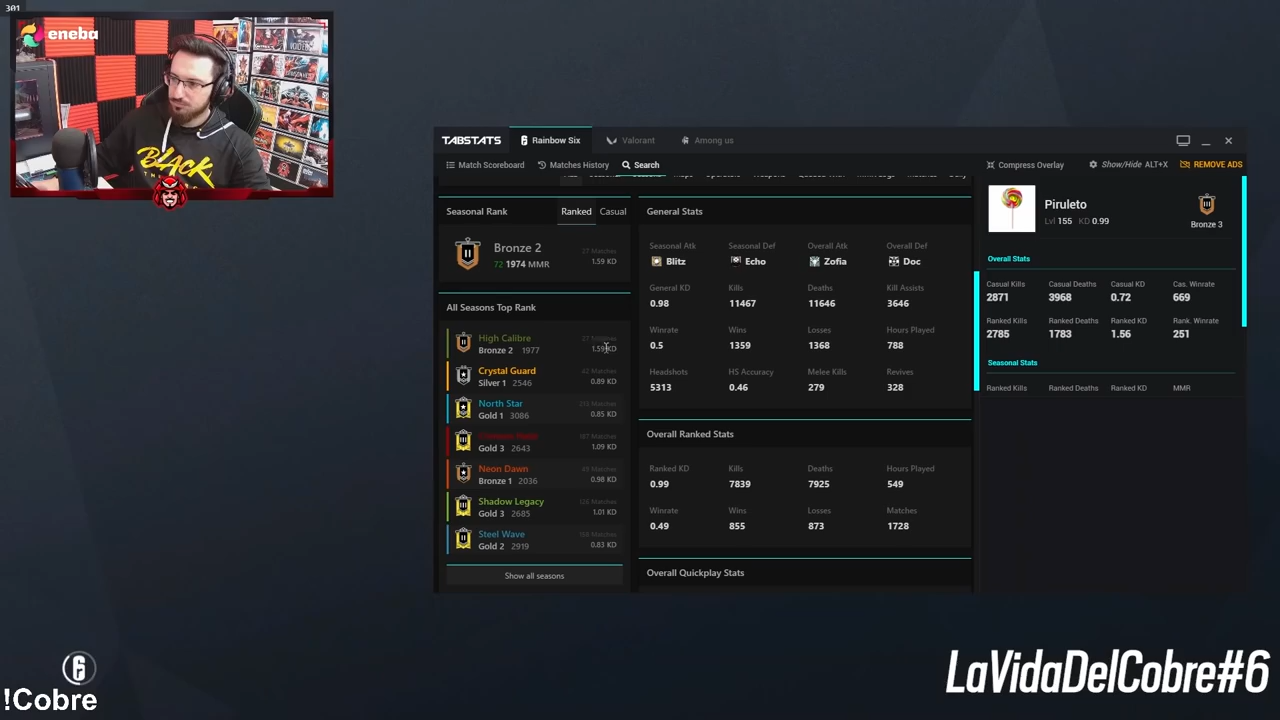 301
eneba
BLACK
TABSTATS
Rainbow Six
Valorant
Among us
Match Scoreboard
Matches History
Search
Compress Overlay
Show/Hide ALT+X
REMOVE ADS
Seasonal Rank
Ranked
Casual
Bronze 2
27 Matches
72 1974 MMR
1.59 KD
All Seasons Top Rank
High Calibre
Bronze 2 1977
Crystal Guard
42 Matches
Silver 1 2546
0.89 KD
North Star
Gold 1 3086
0.85 KD
Gold 3 2643
1.09 KD
Neon Dawn
Bronze 1 2036
0.98 KD
Shadow Legacy
Gold 3 2685
1.01 KD
Steel Wave
Gold 2 2919
0.83 KD
Show all seasons
General Stats
Seasonal Atk
Seasonal Def
Overall Atk
Overall Def
Blitz
Echo
Zofia
Doc
General KD
Kills
Deaths
Kill Assists
0.98
11467
11646
3646
Winrate
Wins
Losses
Hours Played
0.5
1359
1368
788
Headshots
HS Accuracy
Melee Kills
Revives
5313
0.46
279
328
Overall Ranked Stats
Ranked KD
Kills
Deaths
Hours Played
0.99
7839
7925
549
Winrate
Wins
Losses
Matches
0.49
855
873
1728
Overall Quickplay Stats
Piruleto
Lvl 155 KD 0.99
Bronze 3
Overall Stats
Casual Kills
Casual Deaths
Casual KD
Cas. Winrate
2871
3968
0.72
669
Ranked Kills
Ranked Deaths
Ranked KD
Rank. Winrate
2785
1783
1.56
251
Seasonal Stats
Ranked Kills
Ranked Deaths
Ranked KD
MMR
LaVidaDelCobre#6
!Cobre